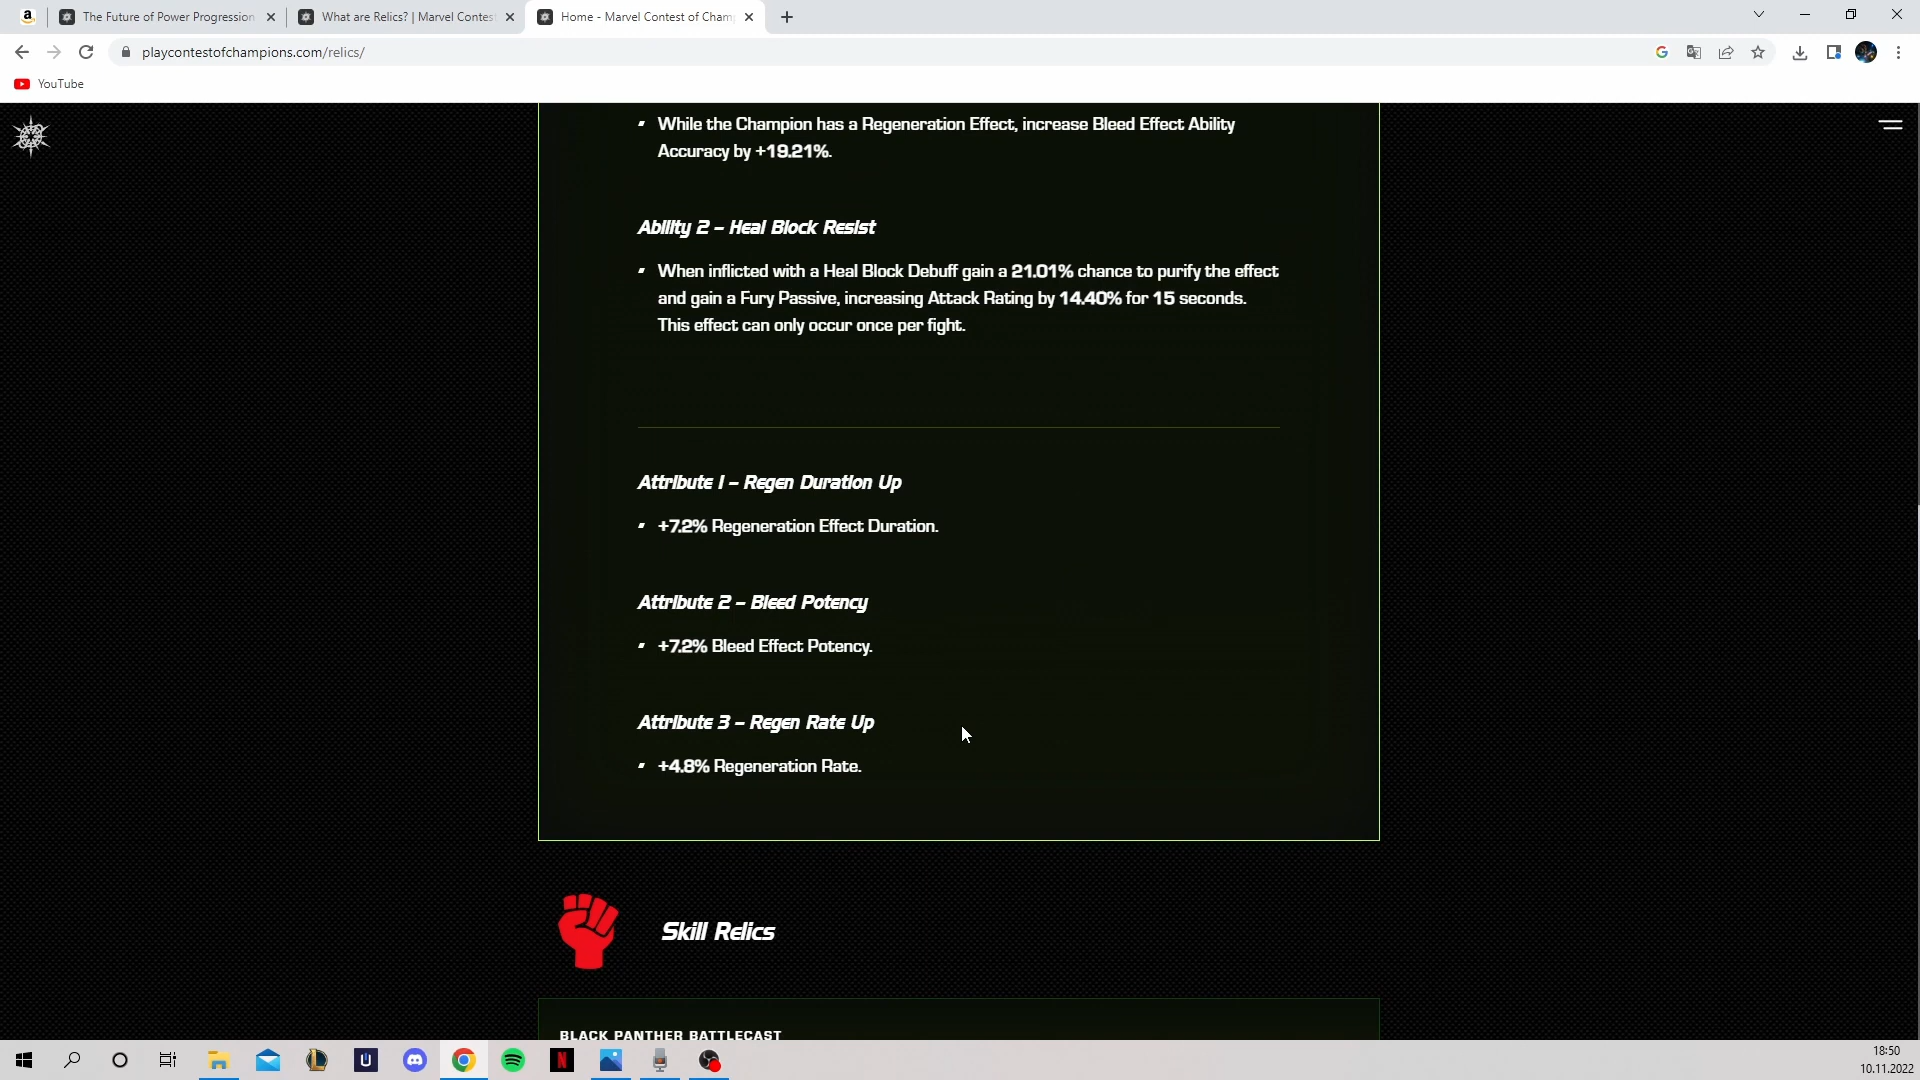 The Future of Power Progression
What are Relics? | Marvel Contes
Home - Marvel Contest of Cham
playcontestofchampions.com/relics/
YouTube
While the Champion has a Regeneration Effect, increase Bleed Effect Ability
Accuracy by +19.21%.
Ability 2 – Heal Block Resist
When inflicted with a Heal Block Debuff gain a 21.01% chance to purify the effect
and gain a Fury Passive, increasing Attack Rating by 14.40% for 15 seconds.
This effect can only occur once per fight.
Attribute 1 – Regen Duration Up
+7.2% Regeneration Effect Duration.
Attribute 2 – Bleed Potency
+7.2% Bleed Effect Potency.
Attribute 3 – Regen Rate Up
+4.8% Regeneration Rate.
Skill Relics
BLACK PANTHER BATTLECAST
18:50
10.11.2022